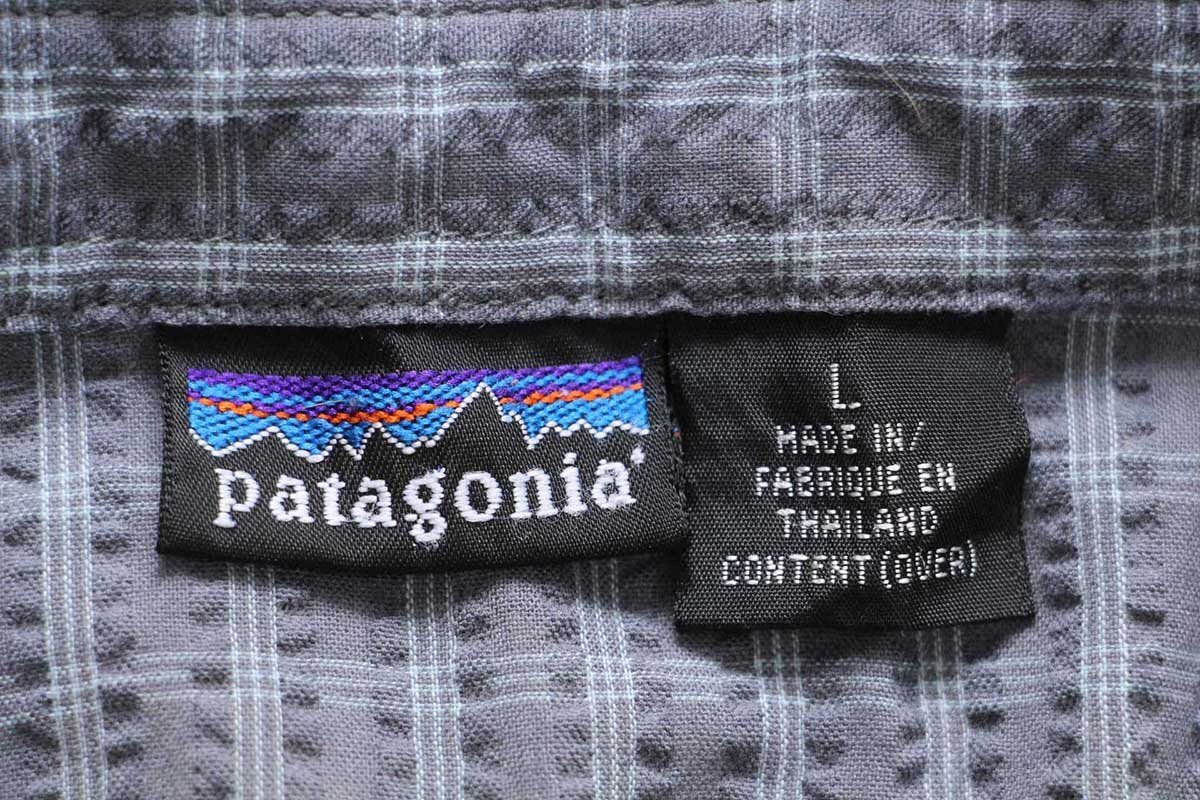 patagonia®
L
MADE IN/
FABRIQUE EN
THAILAND
CONTENT (OVER)